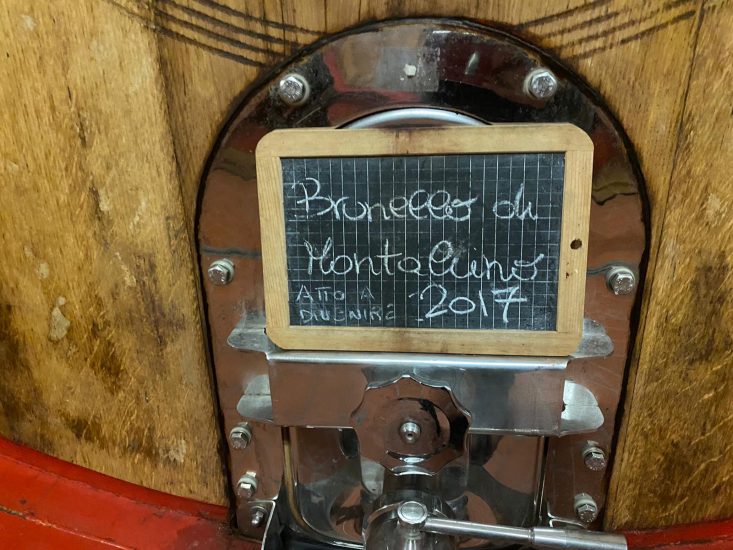 Brunello di
Montalcino
ATTO A
DIVENIRE
2017